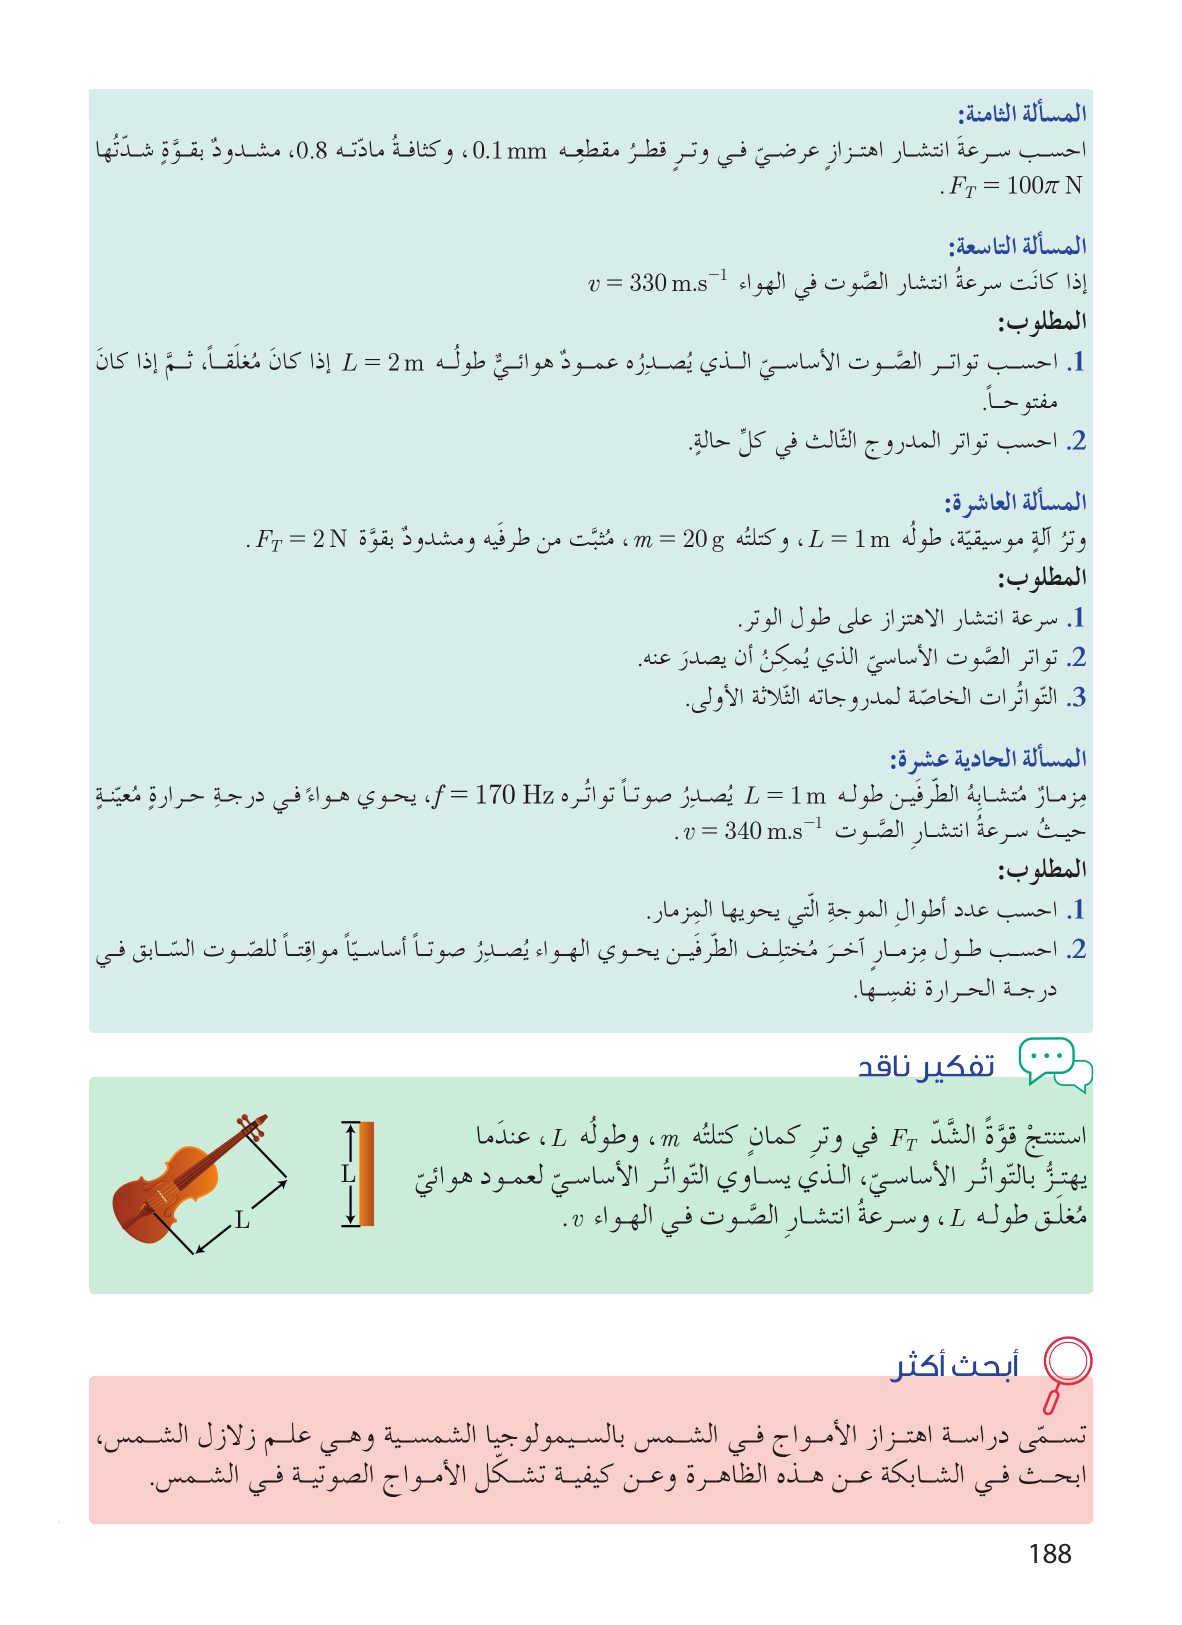 المسألة الثامنة:
احسب سرعةَ انتشار اهتزازٍ عرضيّ في وترٍ قطرُ مقطعِه 0.1 mm، وكثافةُ مادّته 0.8، مشدودٌ بقوَّةٍ شدّتُها
F_T = 100π N .
المسألة التاسعة:
إذا كانَت سرعةُ انتشار الصَّوت في الهواء v = 330 m.s⁻¹
المطلوب:
1. احسب تواتر الصَّوت الأساسيّ الذي يُصدِرُه عمودٌ هوائيٌّ طولُه L = 2 m إذا كانَ مُغلَقاً، ثمَّ إذا كانَ
مفتوحاً.
2. احسب تواتر المدروج الثّالث في كلِّ حالةٍ.
المسألة العاشرة:
وترُ آلةٍ موسيقيّة، طولُه L = 1 m، وكتلتُه m = 20 g، مُثبَّت من طرفَيه ومشدودٌ بقوَّة F_T = 2 N .
المطلوب:
1. سرعة انتشار الاهتزاز على طول الوتر.
2. تواتر الصَّوت الأساسيّ الذي يُمكِنُ أن يصدرَ عنه.
3. التّواتُرات الخاصّة لمدروجاته الثّلاثة الأولى.
المسألة الحادية عشرة:
مِزمارٌ مُتشابِهُ الطّرفَين طوله L = 1 m يُصدِرُ صوتاً تواتُره f = 170 Hz، يحوي هواءً في درجةِ حرارةٍ مُعيّنةٍ
حيثُ سرعةُ انتشارِ الصَّوت v = 340 m.s⁻¹ .
المطلوب:
1. احسب عدد أطوالِ الموجةِ الّتي يحويها المِزمار.
2. احسب طول مِزمارٍ آخرَ مُختلِف الطّرفَين يحوي الهواء يُصدِرُ صوتاً أساسيّاً مواقِتاً للصّوت السّابق في
درجة الحرارة نفسِها.
تفكير ناقد
استنتجْ قوَّةً الشَّدّ F_T في وترِ كمانٍ كتلتُه m، وطولُه L، عندَما
يهتزُّ بالتّواتُر الأساسيّ، الذي يساوي التّواتُر الأساسيّ لعمود هوائيّ
مُغلَق طوله L، وسرعةُ انتشارِ الصَّوت في الهواء v .
L
L
أبحث أكثر
تسمّى دراسة اهتزاز الأمواج في الشمس بالسيمولوجيا الشمسية وهي علم زلازل الشمس،
ابحث في الشابكة عن هذه الظاهرة وعن كيفية تشكّل الأمواج الصوتية في الشمس.
188